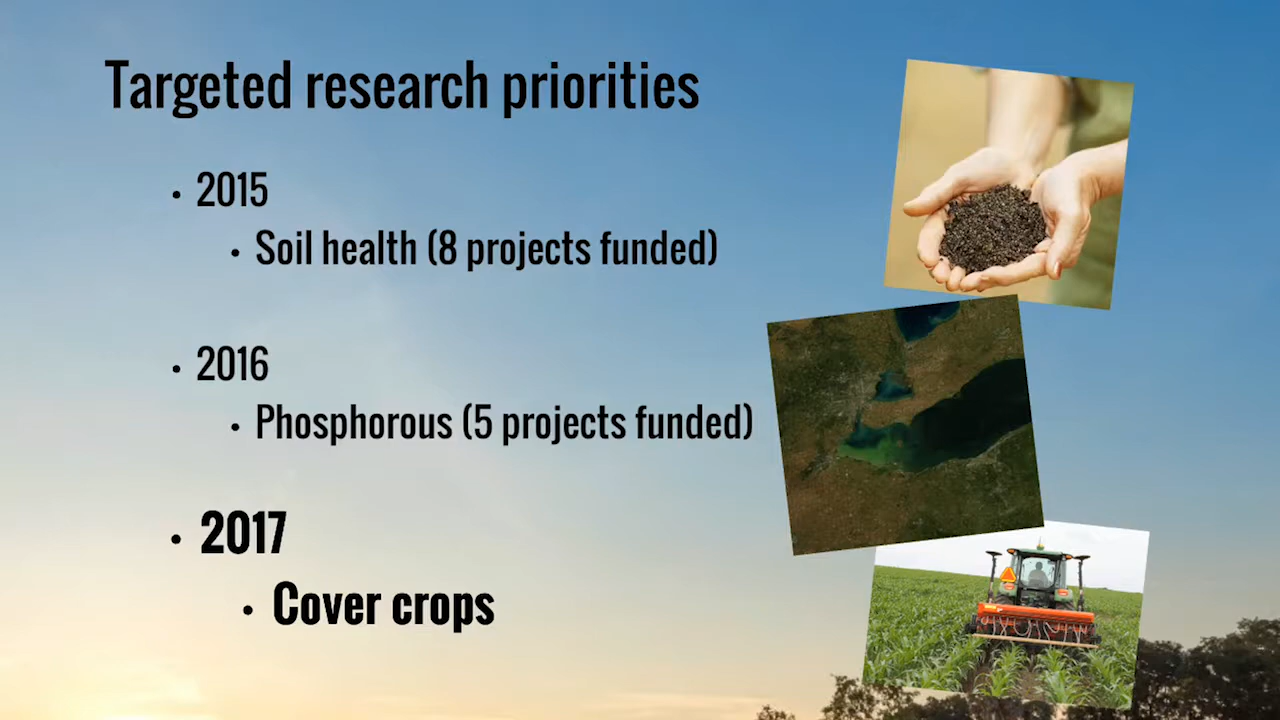 Targeted research priorities
• 2015
• Soil health (8 projects funded)
• 2016
• Phosphorous (5 projects funded)
• 2017
• Cover crops